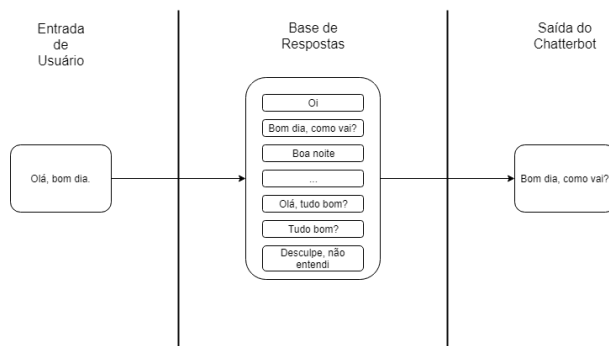 Entrada
de
Usuário
Base de
Respostas
Saída do
Chatterbot
Olá, bom dia.
Oi
Bom dia, como vai?
Boa noite
...
Olá, tudo bom?
Tudo bom?
Desculpe, não
entendi
Bom dia, como vai?